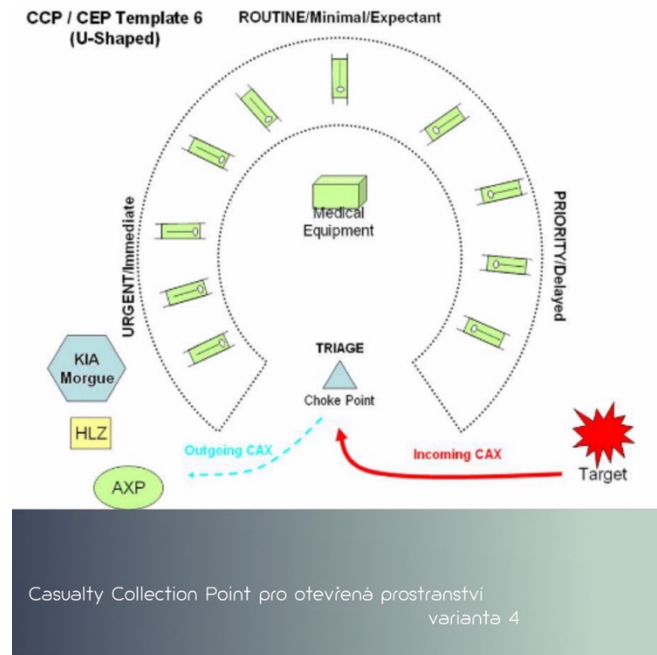 CCP / CEP Template 6
(U-Shaped)
ROUTINE/Minimal/Expectant
URGENT/Immediate
PRIORITY/Delayed
Medical
Equipment
TRIAGE
Choke Point
KIA
Morgue
HLZ
AXP
Outgoing CAX
Incoming CAX
Target
Casualty Collection Point pro otevřená prostranství
varianta 4